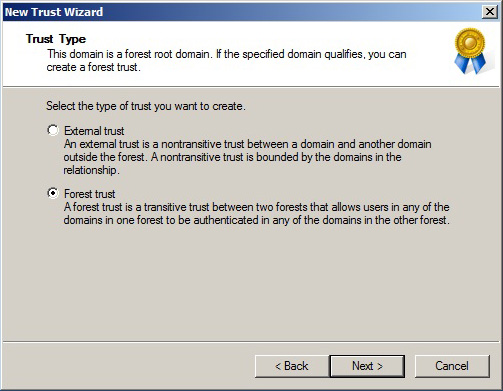 New Trust Wizard
Trust Type
This domain is a forest root domain. If the specified domain qualifies, you can
create a forest trust.
Select the type of trust you want to create.
External trust
An external trust is a nontransitive trust between a domain and another domain
outside the forest. A nontransitive trust is bounded by the domains in the
relationship.
Forest trust
A forest trust is a transitive trust between two forests that allows users in any of the
domains in one forest to be authenticated in any of the domains in the other forest.
< Back Next > Cancel